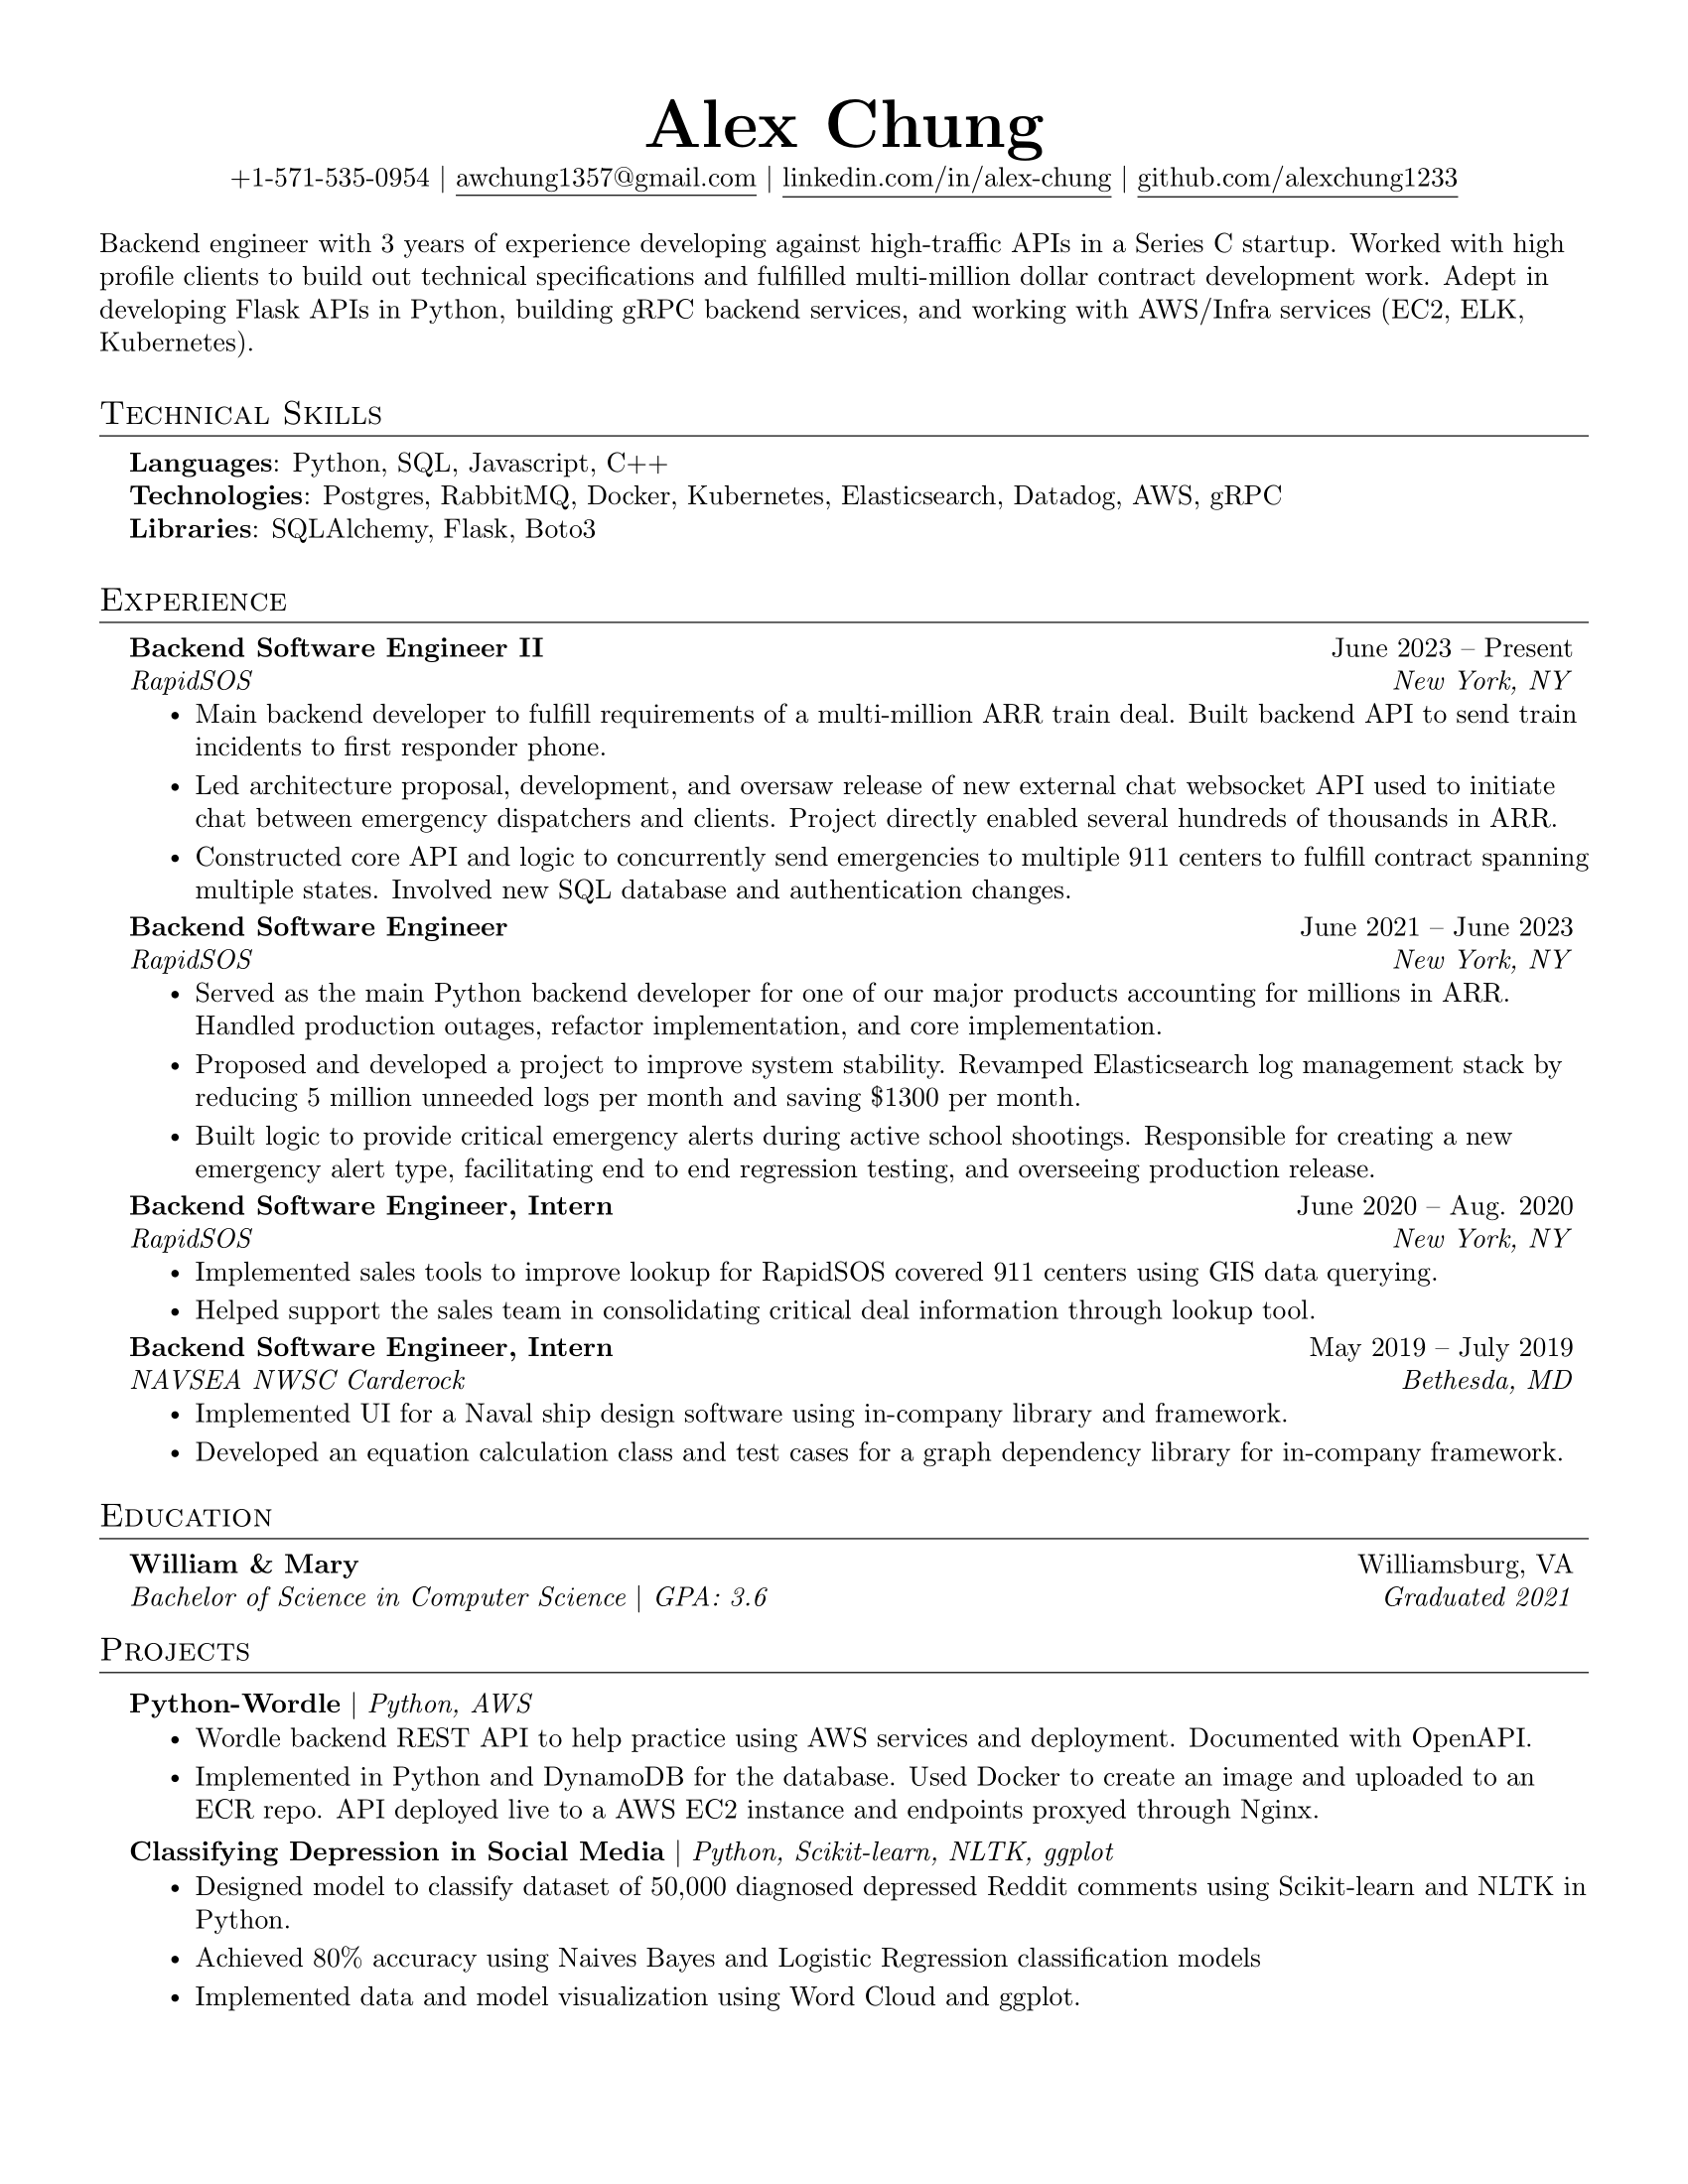 Alex Chung
+1-571-535-0954 | awchung1357@gmail.com | linkedin.com/in/alex-chung | github.com/alexchung1233
Backend engineer with 3 years of experience developing against high-traffic APIs in a Series C startup. Worked with high
profile clients to build out technical specifications and fulfilled multi-million dollar contract development work. Adept in
developing Flask APIs in Python, building gRPC backend services, and working with AWS/Infra services (EC2, ELK,
Kubernetes).
Technical Skills
Languages: Python, SQL, Javascript, C++
Technologies: Postgres, RabbitMQ, Docker, Kubernetes, Elasticsearch, Datadog, AWS, gRPC
Libraries: SQLAlchemy, Flask, Boto3
Experience
Backend Software Engineer II June 2023 – Present
RapidSOS New York, NY
• Main backend developer to fulfill requirements of a multi-million ARR train deal. Built backend API to send train
incidents to first responder phone.
• Led architecture proposal, development, and oversaw release of new external chat websocket API used to initiate
chat between emergency dispatchers and clients. Project directly enabled several hundreds of thousands in ARR.
• Constructed core API and logic to concurrently send emergencies to multiple 911 centers to fulfill contract spanning
multiple states. Involved new SQL database and authentication changes.
Backend Software Engineer June 2021 – June 2023
RapidSOS New York, NY
• Served as the main Python backend developer for one of our major products accounting for millions in ARR.
Handled production outages, refactor implementation, and core implementation.
• Proposed and developed a project to improve system stability. Revamped Elasticsearch log management stack by
reducing 5 million unneeded logs per month and saving $1300 per month.
• Built logic to provide critical emergency alerts during active school shootings. Responsible for creating a new
emergency alert type, facilitating end to end regression testing, and overseeing production release.
Backend Software Engineer, Intern June 2020 – Aug. 2020
RapidSOS New York, NY
• Implemented sales tools to improve lookup for RapidSOS covered 911 centers using GIS data querying.
• Helped support the sales team in consolidating critical deal information through lookup tool.
Backend Software Engineer, Intern May 2019 – July 2019
NAVSEA NWSC Carderock Bethesda, MD
• Implemented UI for a Naval ship design software using in-company library and framework.
• Developed an equation calculation class and test cases for a graph dependency library for in-company framework.
Education
William & Mary Williamsburg, VA
Bachelor of Science in Computer Science | GPA: 3.6 Graduated 2021
Projects
Python-Wordle | Python, AWS
• Wordle backend REST API to help practice using AWS services and deployment. Documented with OpenAPI.
• Implemented in Python and DynamoDB for the database. Used Docker to create an image and uploaded to an
ECR repo. API deployed live to a AWS EC2 instance and endpoints proxyed through Nginx.
Classifying Depression in Social Media | Python, Scikit-learn, NLTK, ggplot
• Designed model to classify dataset of 50,000 diagnosed depressed Reddit comments using Scikit-learn and NLTK in
Python.
• Achieved 80% accuracy using Naives Bayes and Logistic Regression classification models
• Implemented data and model visualization using Word Cloud and ggplot.